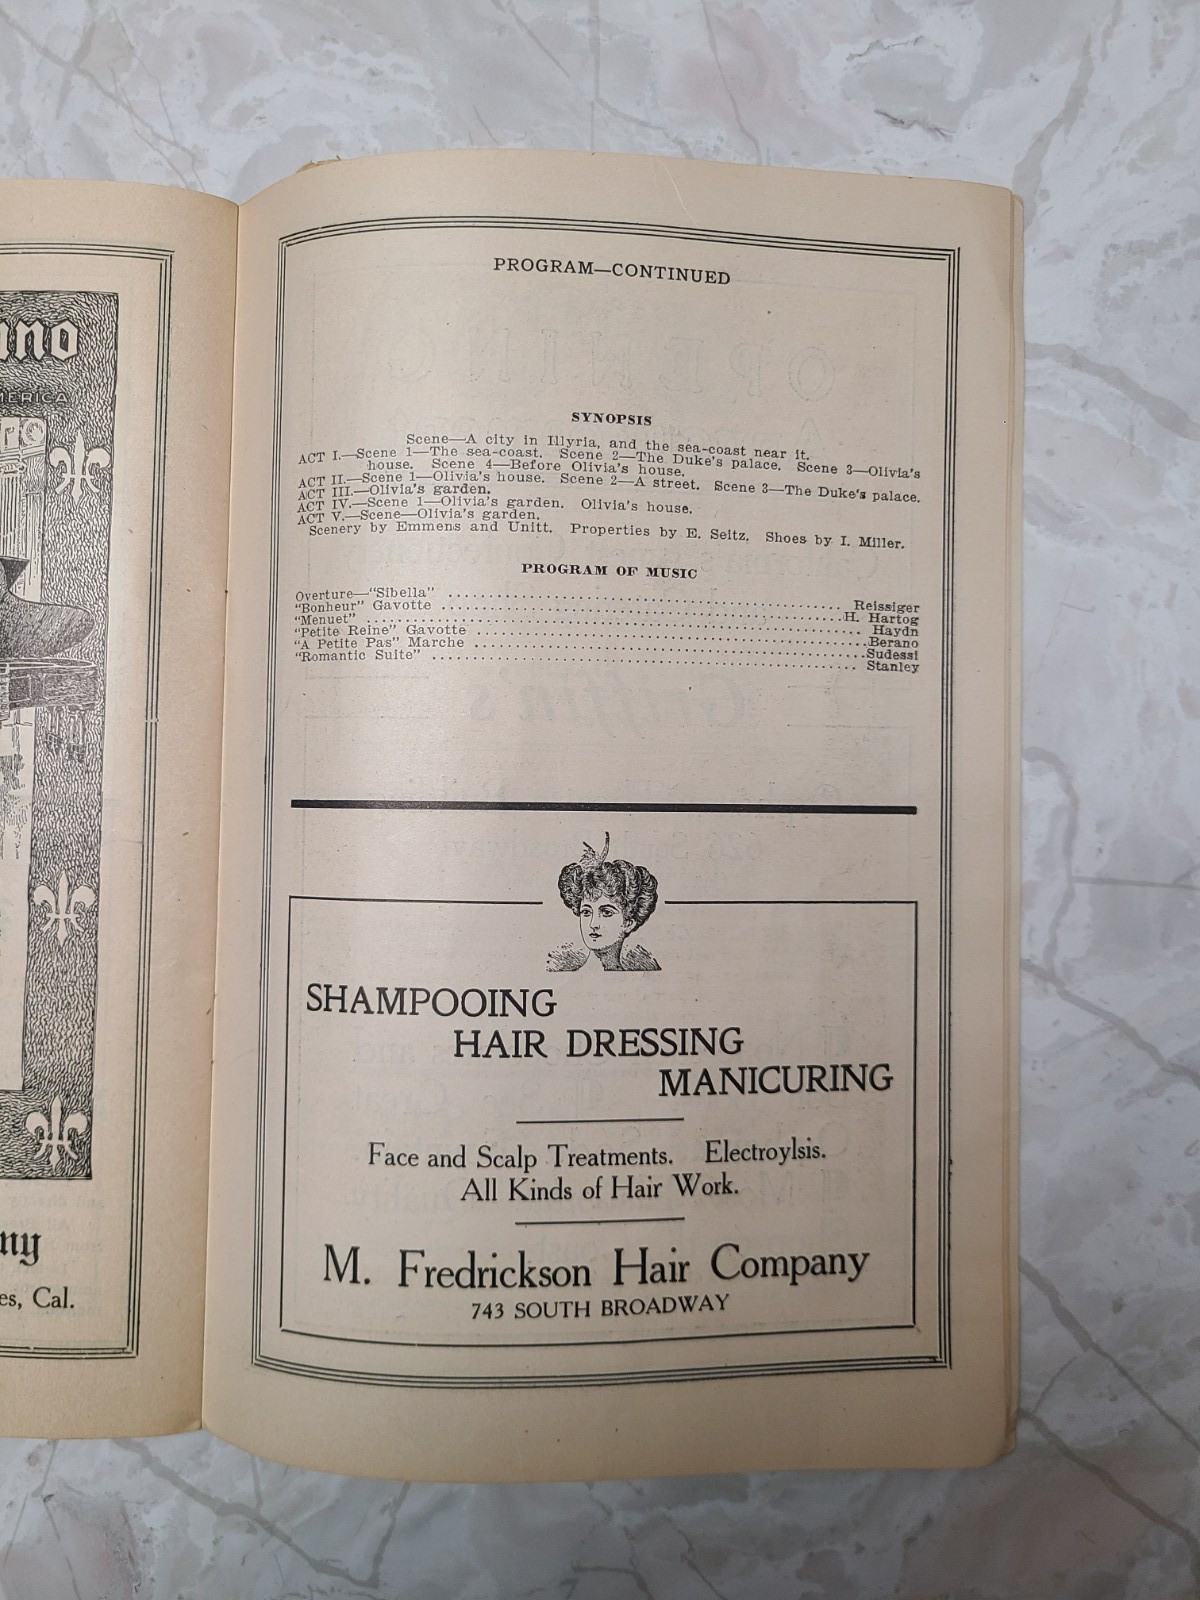 ano
MERICA
ny
es, Cal.
PROGRAM—CONTINUED
SYNOPSIS
Scene—A city in Illyria, and the sea-coast near it.
ACT I.—Scene 1—The sea-coast. Scene 2—The Duke's palace. Scene 3—Olivia's
house. Scene 4—Before Olivia's house.
ACT II.—Scene 1—Olivia's house. Scene 2—A street. Scene 3—The Duke's palace.
ACT III.—Olivia's garden.
ACT IV.—Scene 1—Olivia's garden. Olivia's house.
ACT V.—Scene—Olivia's garden.
Scenery by Emmens and Unitt. Properties by E. Seitz. Shoes by I. Miller.
PROGRAM OF MUSIC
Overture—"Sibella" ........ Reissiger
"Bonheur" Gavotte ........ H. Hartog
"Menuet" ........ Haydn
"Petite Reine" Gavotte ........ Berano
"A Petite Pas" Marche ........ Sudessi
"Romantic Suite" ........ Stanley
SHAMPOOING
HAIR DRESSING
MANICURING
Face and Scalp Treatments. Electroylsis.
All Kinds of Hair Work.
M. Fredrickson Hair Company
743 SOUTH BROADWAY